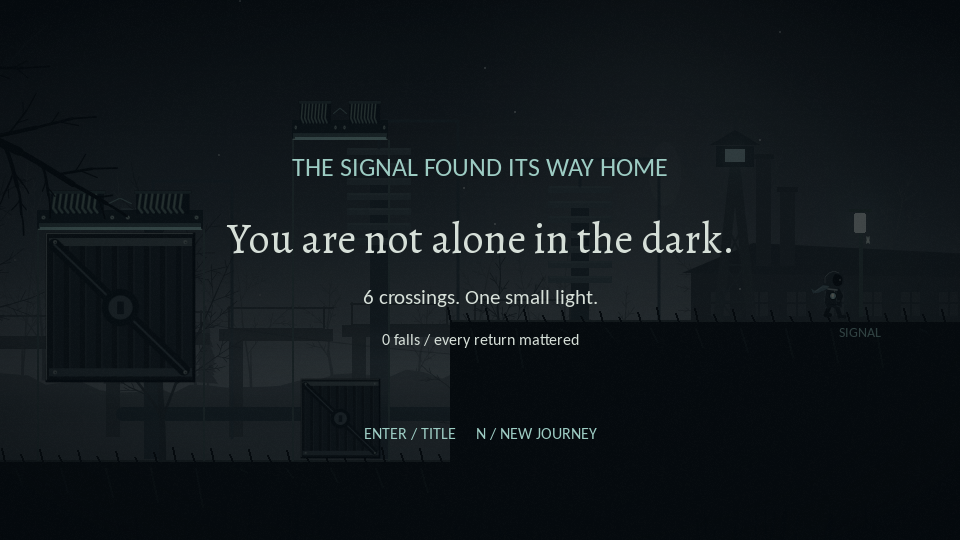 THE SIGNAL FOUND ITS WAY HOME
You are not alone in the dark.
6 crossings. One small light.
SIGNAL
0 falls / every return mattered
ENTER / TITLE N / NEW JOURNEY